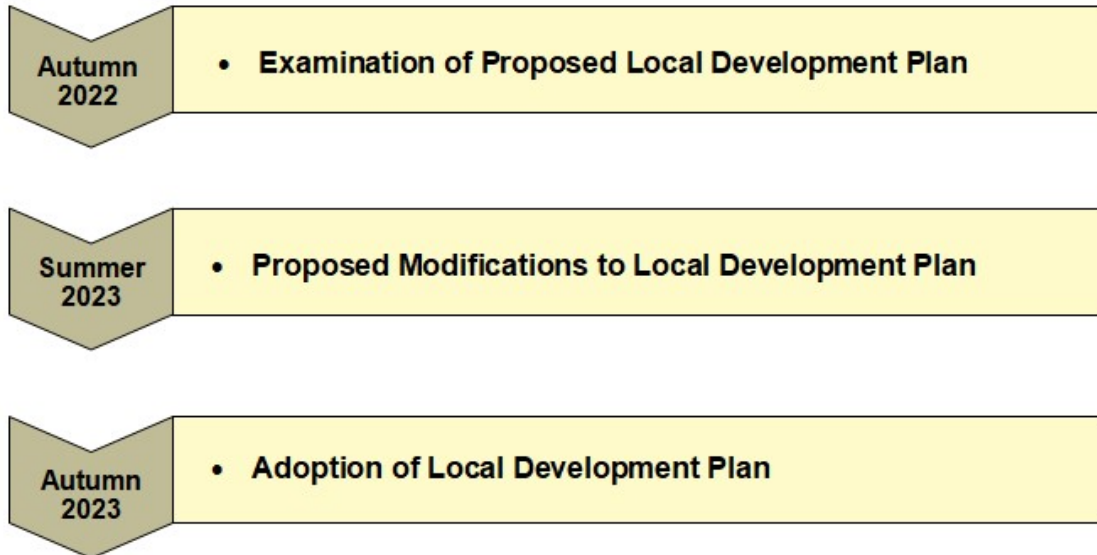 Autumn
2022
• Examination of Proposed Local Development Plan
Summer
2023
• Proposed Modifications to Local Development Plan
Autumn
2023
• Adoption of Local Development Plan